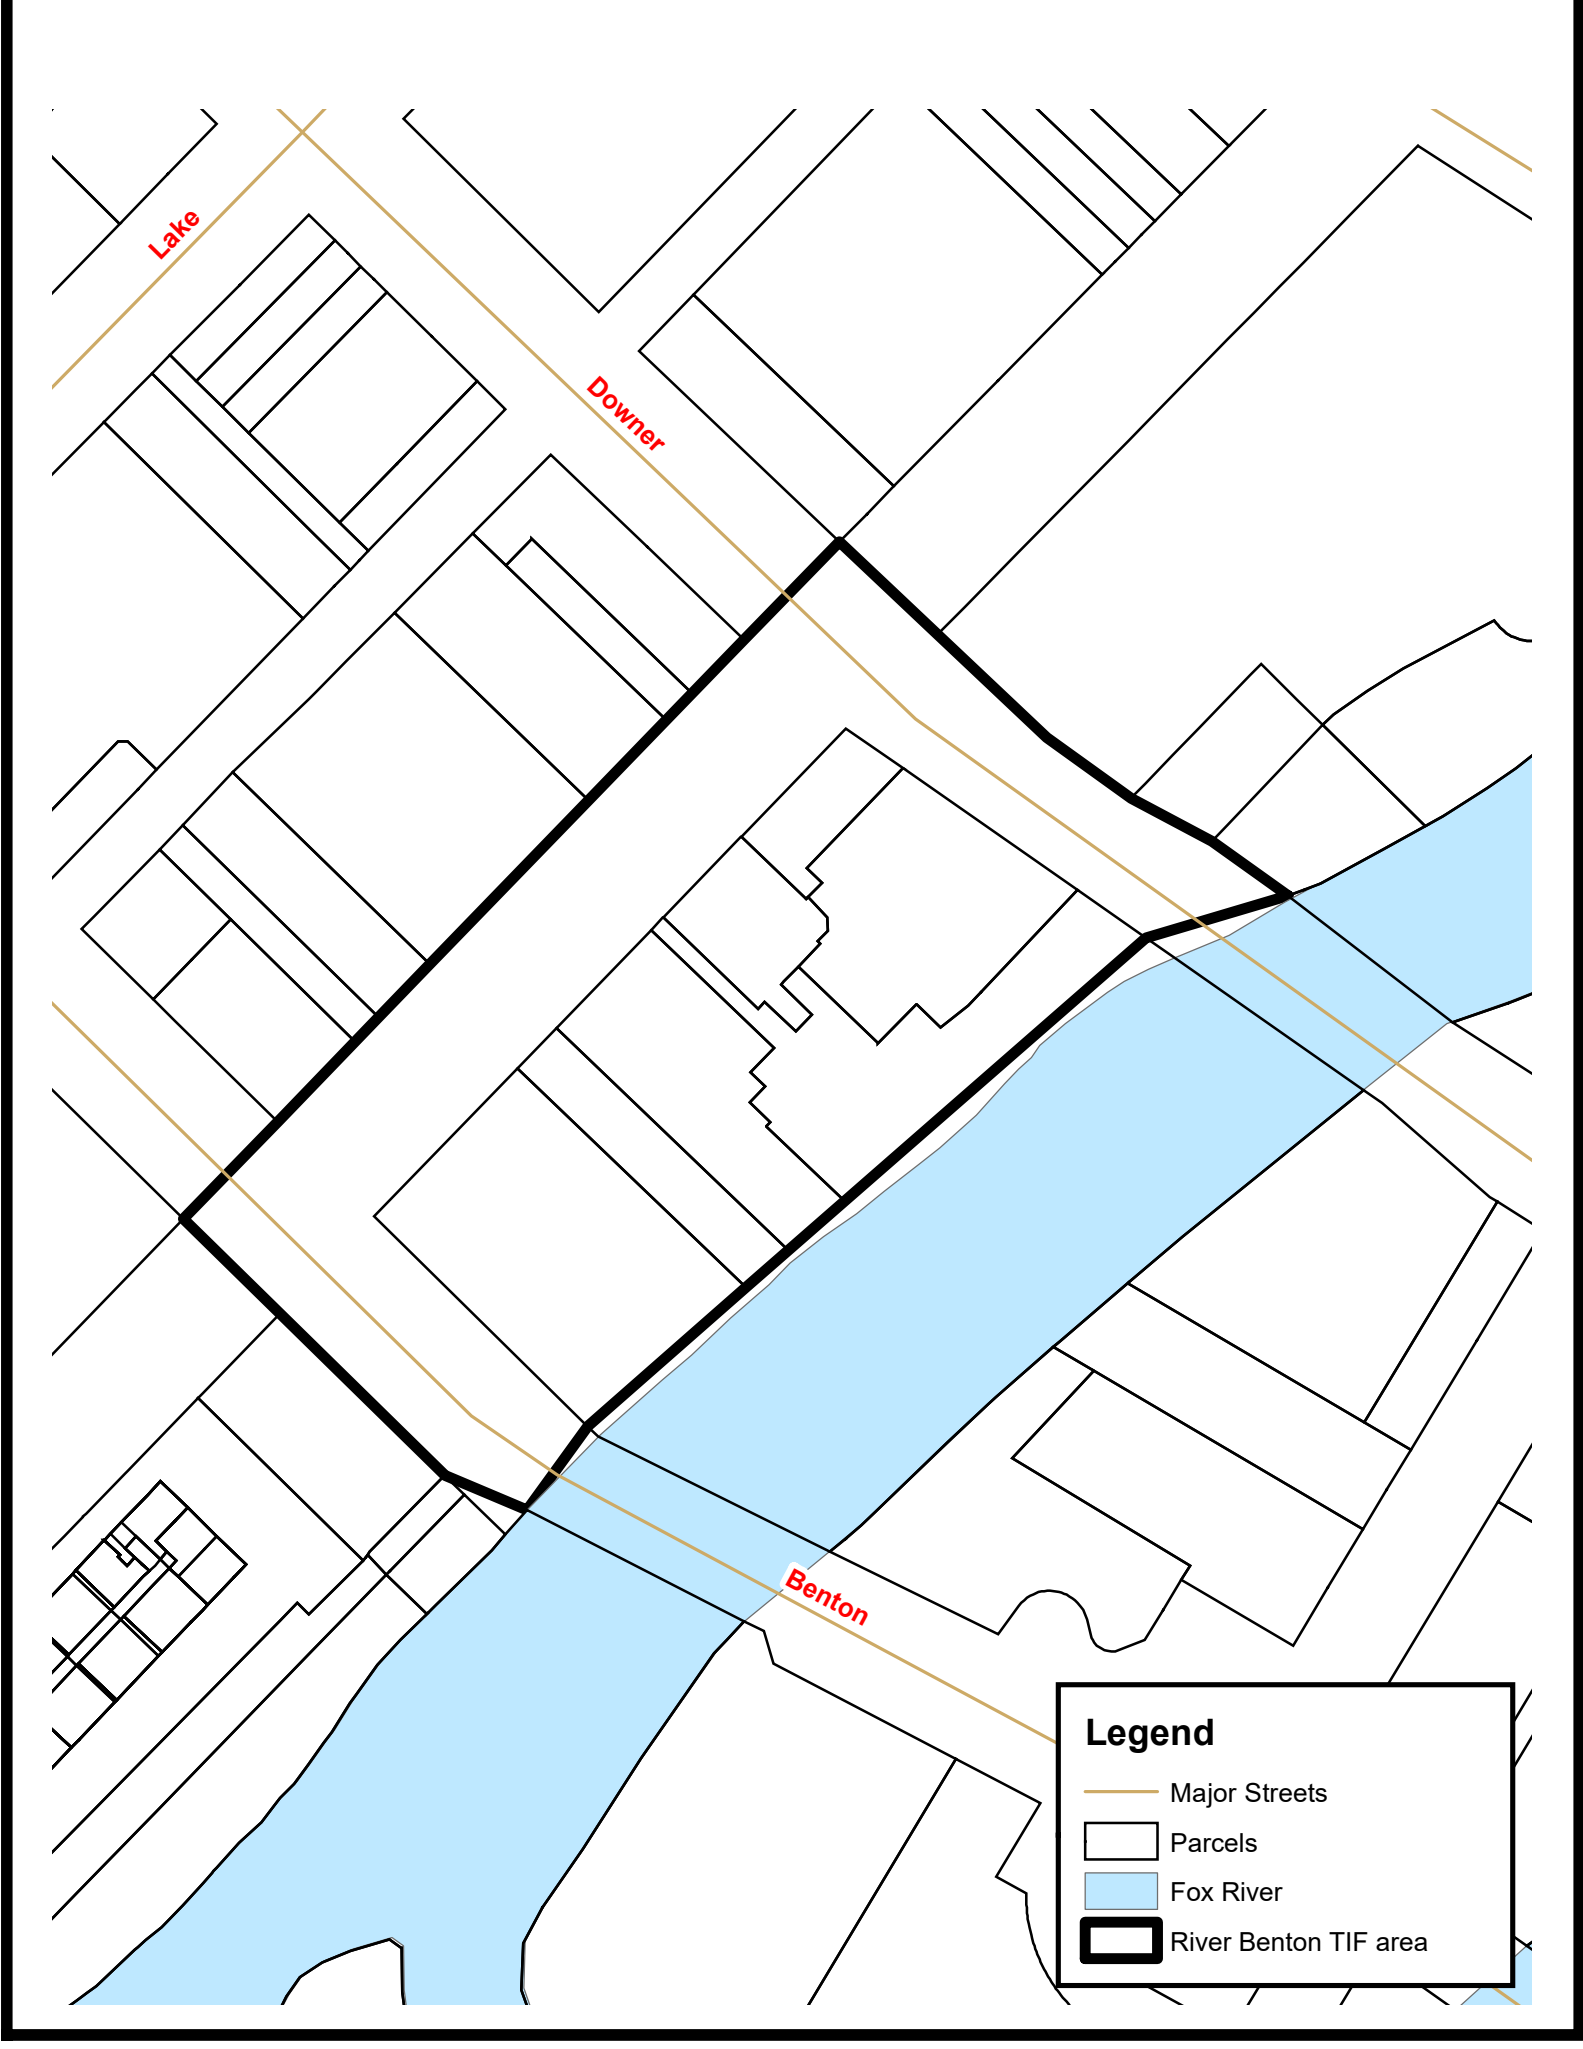 Lake
Downer
Benton
Legend
Major Streets
Parcels
Fox River
River Benton TIF area